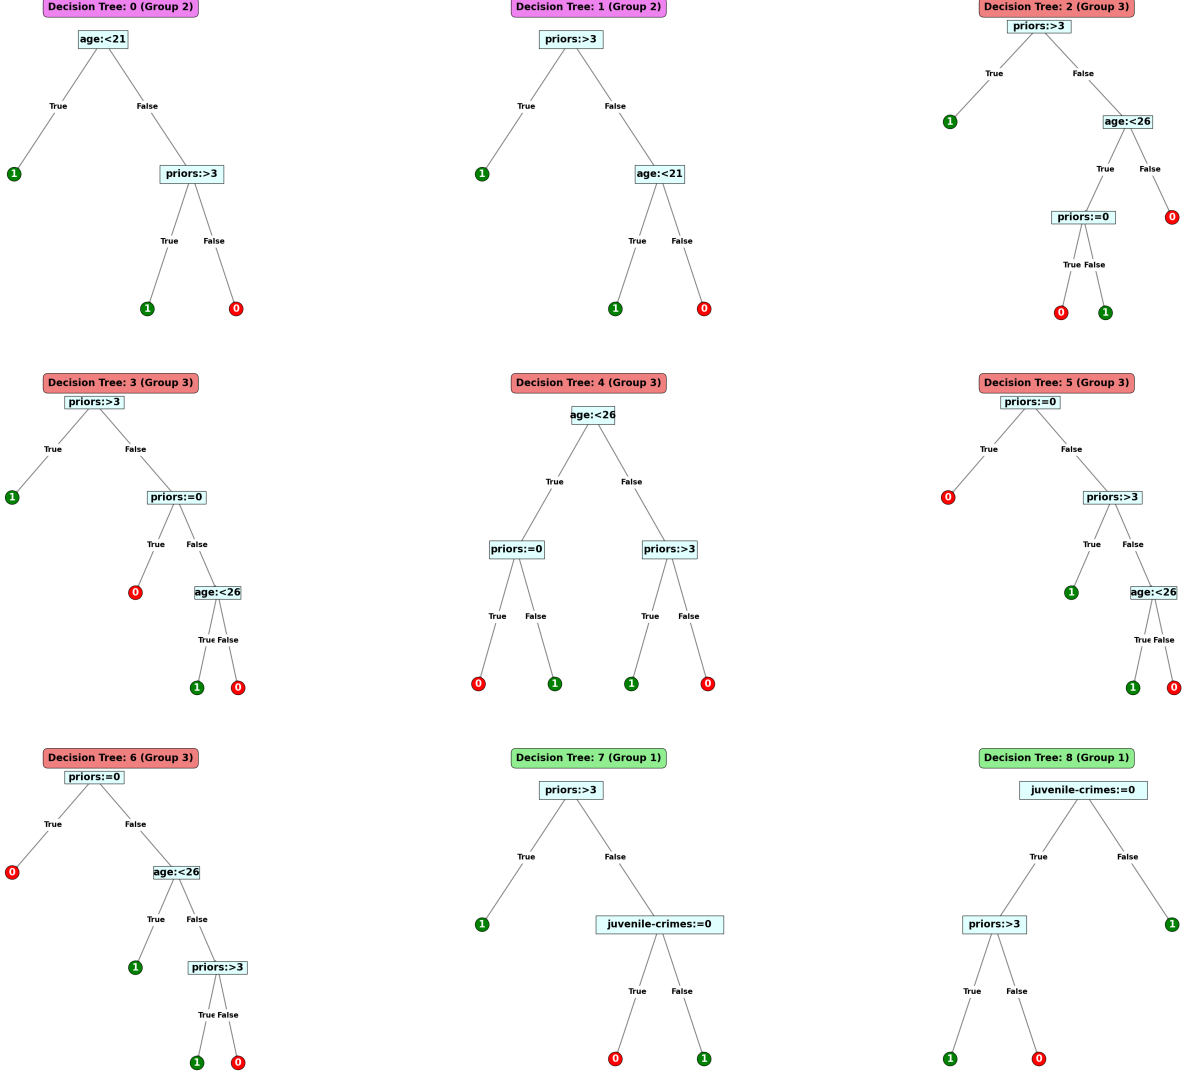 Decision Tree: 0 (Group 2)
age:<21
True
False
1
priors:>3
True
False
1
0
Decision Tree: 1 (Group 2)
priors:>3
True
False
1
age:<21
True
False
1
0
Decision Tree: 2 (Group 3)
priors:>3
True
False
1
age:<26
True
False
priors:=0
0
True
False
0
1
Decision Tree: 3 (Group 3)
priors:>3
True
False
1
priors:=0
True
False
0
age:<26
True
False
1
0
Decision Tree: 4 (Group 3)
age:<26
True
False
priors:=0
priors:>3
True
False
True
False
0
1
1
0
Decision Tree: 5 (Group 3)
priors:=0
True
False
0
priors:>3
True
False
1
age:<26
True
False
1
0
Decision Tree: 6 (Group 3)
priors:=0
True
False
0
age:<26
True
False
1
priors:>3
True
False
1
0
Decision Tree: 7 (Group 1)
priors:>3
True
False
1
juvenile-crimes:=0
True
False
0
1
Decision Tree: 8 (Group 1)
juvenile-crimes:=0
True
False
priors:>3
1
True
False
1
0